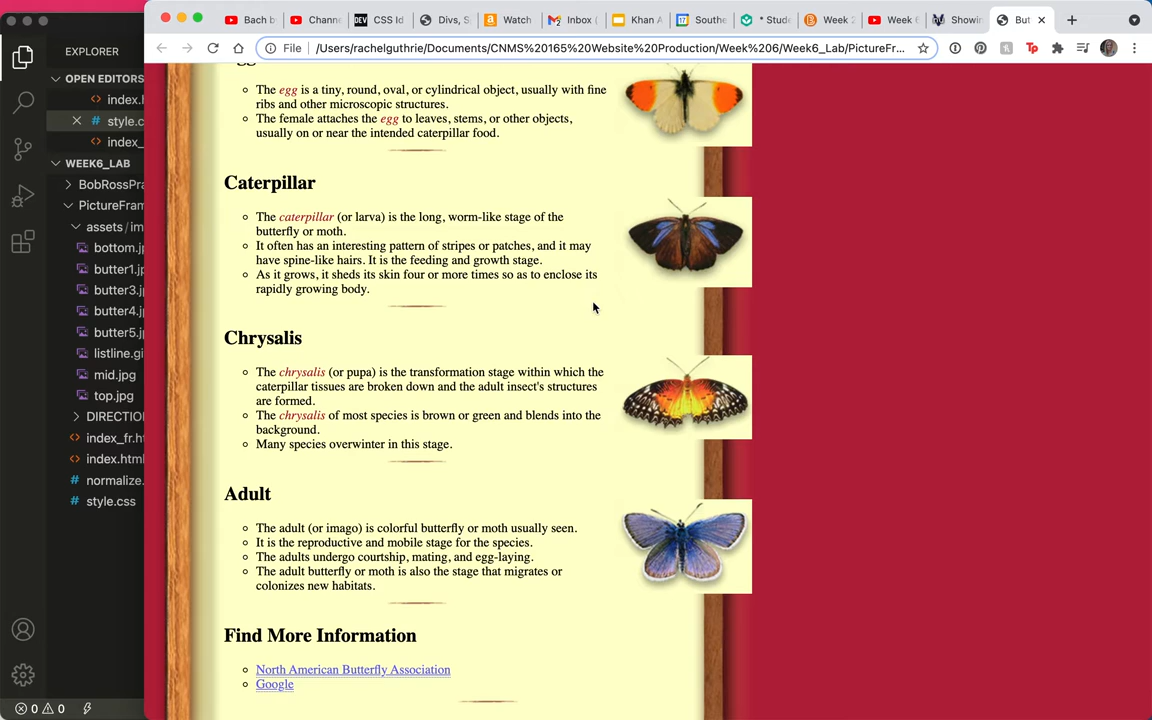 EXPLORER
OPEN EDITORS
index.h
style.c
index_
WEEK6_LAB
BobRossPra
PictureFram
assets/im
bottom.j
butter1.j
butter3.j
butter4.j
butter5.j
listline.gi
mid.jpg
top.jpg
DIRECTIO
index_fr.ht
index.html
normalize.
style.css
0 0
Bach b
Chann
DEV CSS Id
Divs, S
Watch
Inbox (
Khan A
17 South
* Stud
Week 2
Week 6
Showin
But
File /Users/rachelguthrie/Documents/CNMS%20165%20Website%20Production/Week%206/Week6_Lab/PictureFr...
Tp
The egg is a tiny, round, oval, or cylindrical object, usually with fine
ribs and other microscopic structures.
The female attaches the egg to leaves, stems, or other objects,
usually on or near the intended caterpillar food.
Caterpillar
The caterpillar (or larva) is the long, worm-like stage of the
butterfly or moth.
It often has an interesting pattern of stripes or patches, and it may
have spine-like hairs. It is the feeding and growth stage.
As it grows, it sheds its skin four or more times so as to enclose its
rapidly growing body.
Chrysalis
The chrysalis (or pupa) is the transformation stage within which the
caterpillar tissues are broken down and the adult insect's structures
are formed.
The chrysalis of most species is brown or green and blends into the
background.
Many species overwinter in this stage.
Adult
The adult (or imago) is colorful butterfly or moth usually seen.
It is the reproductive and mobile stage for the species.
The adults undergo courtship, mating, and egg-laying.
The adult butterfly or moth is also the stage that migrates or
colonizes new habitats.
Find More Information
North American Butterfly Association
Google